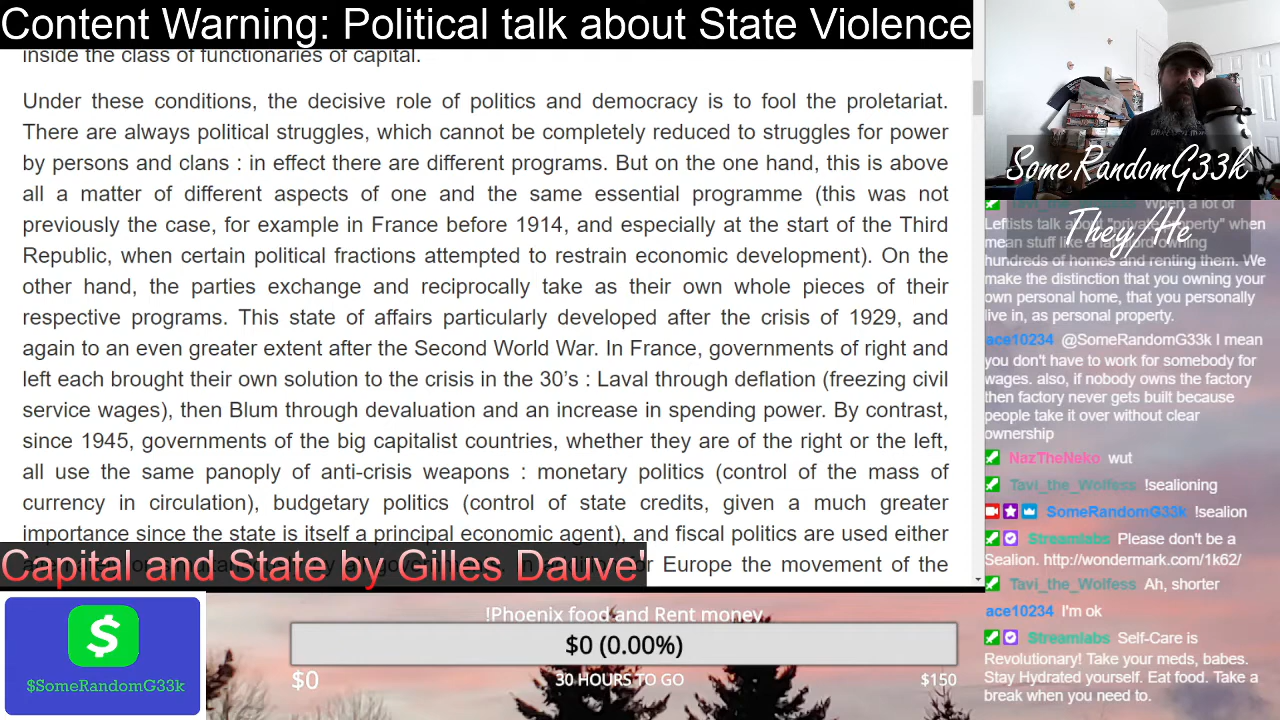 Content Warning: Political talk about State Violence
inside the class of functionaries of capital.
Under these conditions, the decisive role of politics and democracy is to fool the proletariat.
There are always political struggles, which cannot be completely reduced to struggles for power
by persons and clans : in effect there are different programs. But on the one hand, this is above
all a matter of different aspects of one and the same essential programme (this was not
previously the case, for example in France before 1914, and especially at the start of the Third
Republic, when certain political fractions attempted to restrain economic development). On the
other hand, the parties exchange and reciprocally take as their own whole pieces of their
respective programs. This state of affairs particularly developed after the crisis of 1929, and
again to an even greater extent after the Second World War. In France, governments of right and
left each brought their own solution to the crisis in the 30’s : Laval through deflation (freezing civil
service wages), then Blum through devaluation and an increase in spending power. By contrast,
since 1945, governments of the big capitalist countries, whether they are of the right or the left,
all use the same panoply of anti-crisis weapons : monetary politics (control of the mass of
currency in circulation), budgetary politics (control of state credits, given a much greater
importance since the state is itself a principal economic agent), and fiscal politics are used either
Europe the movement of the
Capital and State by Gilles Dauve'
$SomeRandomG33k
!Phoenix food and Rent money
$0 (0.00%)
$0
30 HOURS TO GO
$150
SomeRandomG33k
They/He
When a lot of
Leftists talk about "private property" when
mean stuff like a landlord owning
hundreds of homes and renting them. We
make the distinction that you owning your
own personal home, that you personally
live in, as personal property.
ace10234 @SomeRandomG33k I mean
you don't have to work for somebody for
wages. also, if nobody owns the factory
then factory never gets built because
people take it over without clear
ownership
NazTheNeko wut
Tavi_the_Wolfess !sealioning
SomeRandomG33k !sealion
Streamlabs Please don't be a
Sealion. http://wondermark.com/1k62/
Tavi_the_Wolfess Ah, shorter
ace10234 I'm ok
Streamlabs Self-Care is
Revolutionary! Take your meds, babes.
Stay Hydrated yourself. Eat food. Take a
break when you need to.